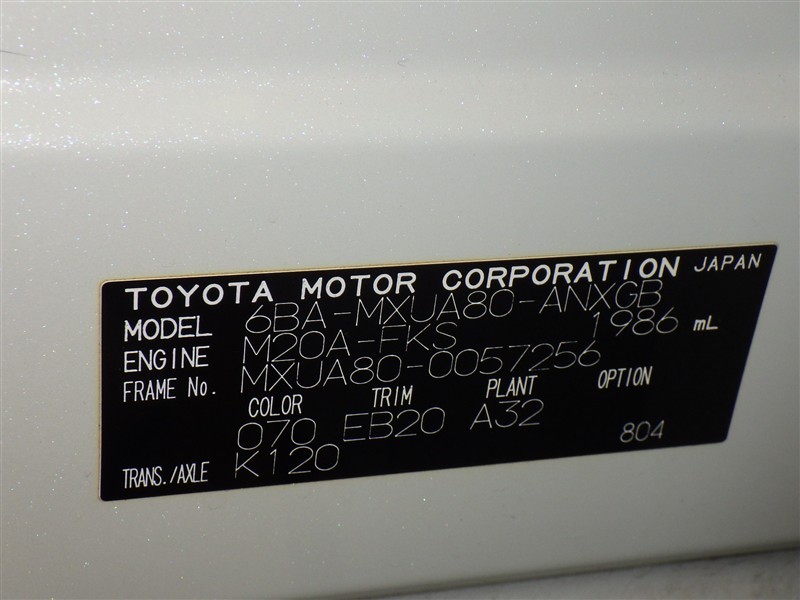 TOYOTA MOTOR CORPORATION JAPAN
MODEL 6BA-MXUA80-ANXGB
ENGINE M20A-FKS 1986 mL
FRAME No. MXUA80-0057256
COLOR TRIM PLANT OPTION
070 EB20 A32 804
TRANS./AXLE K120